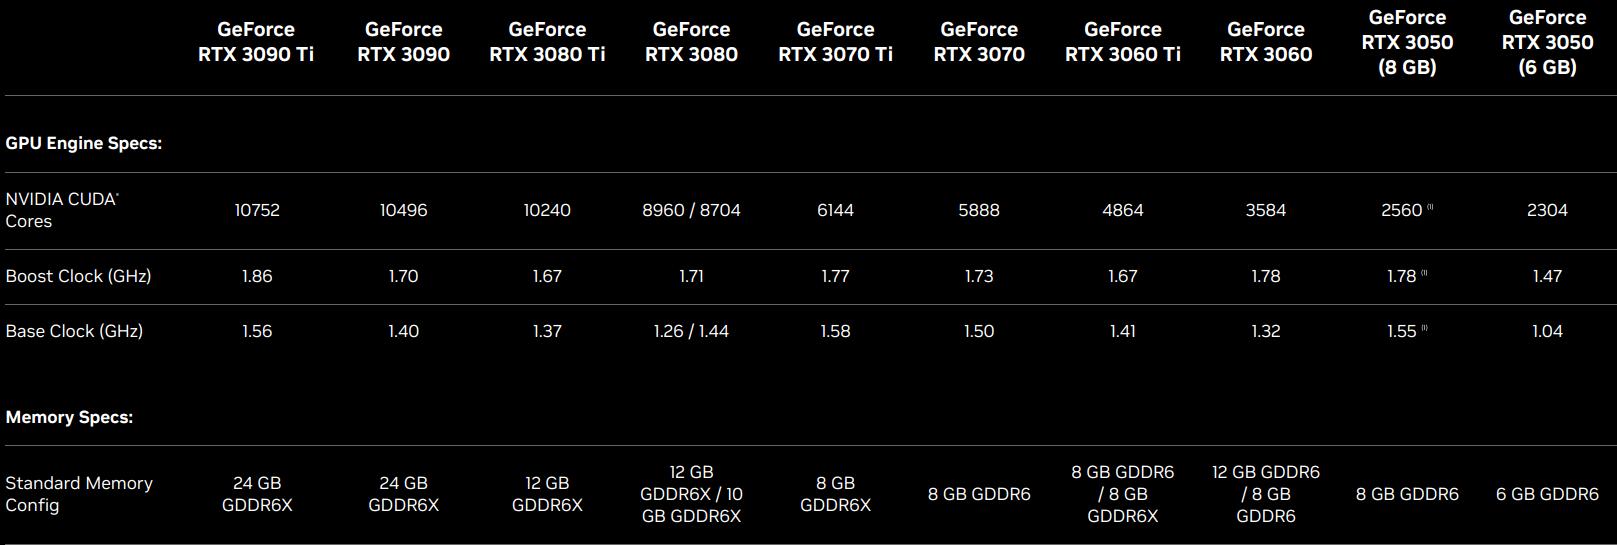 GeForce RTX 3090 Ti
GeForce RTX 3090
GeForce RTX 3080 Ti
GeForce RTX 3080
GeForce RTX 3070 Ti
GeForce RTX 3070
GeForce RTX 3060 Ti
GeForce RTX 3060
GeForce RTX 3050 (8 GB)
GeForce RTX 3050 (6 GB)
GPU Engine Specs:
NVIDIA CUDA® Cores 10752 10496 10240 8960 / 8704 6144 5888 4864 3584 2560 (1) 2304
Boost Clock (GHz) 1.86 1.70 1.67 1.71 1.77 1.73 1.67 1.78 1.78 (1) 1.47
Base Clock (GHz) 1.56 1.40 1.37 1.26 / 1.44 1.58 1.50 1.41 1.32 1.55 (1) 1.04
Memory Specs:
Standard Memory Config 24 GB GDDR6X 24 GB GDDR6X 12 GB GDDR6X 12 GB GDDR6X / 10 GB GDDR6X 8 GB GDDR6X 8 GB GDDR6 8 GB GDDR6 / 8 GB GDDR6X 12 GB GDDR6 / 8 GB GDDR6 8 GB GDDR6 6 GB GDDR6